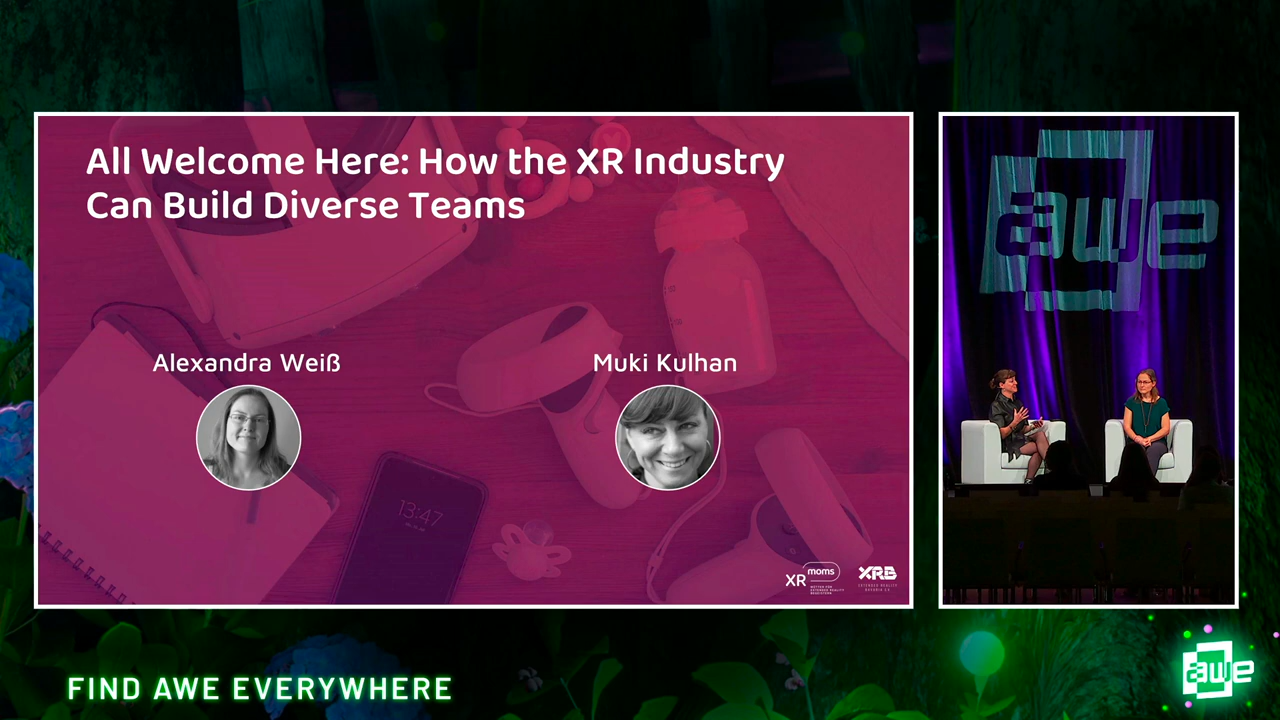 All Welcome Here: How the XR Industry
Can Build Diverse Teams
Alexandra Weiß
Muki Kulhan
13:47
XR moms
XRB
awe
FIND AWE EVERYWHERE
awe